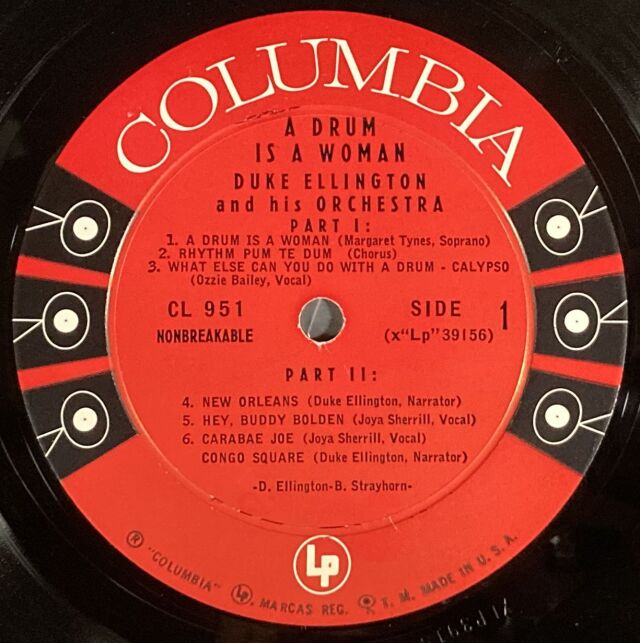 COLUMBIA
A DRUM
IS A WOMAN
DUKE ELLINGTON
and his ORCHESTRA
PART I:
1. A DRUM IS A WOMAN (Margaret Tynes, Soprano)
2. RHYTHM PUM TE DUM (Chorus)
3. WHAT ELSE CAN YOU DO WITH A DRUM - CALYPSO
(Ozzie Bailey, Vocal)
CL 951 SIDE 1
NONBREAKABLE (x"Lp"39156)
PART II:
4. NEW ORLEANS (Duke Ellington, Narrator)
5. HEY, BUDDY BOLDEN (Joya Sherrill, Vocal)
6. CARABAE JOE (Joya Sherrill, Vocal)
CONGO SQUARE (Duke Ellington, Narrator)
-D. Ellington-B. Strayhorn-
Lp
® "COLUMBIA" Lp MARCAS REG. T. M. MADE IN U. S. A.